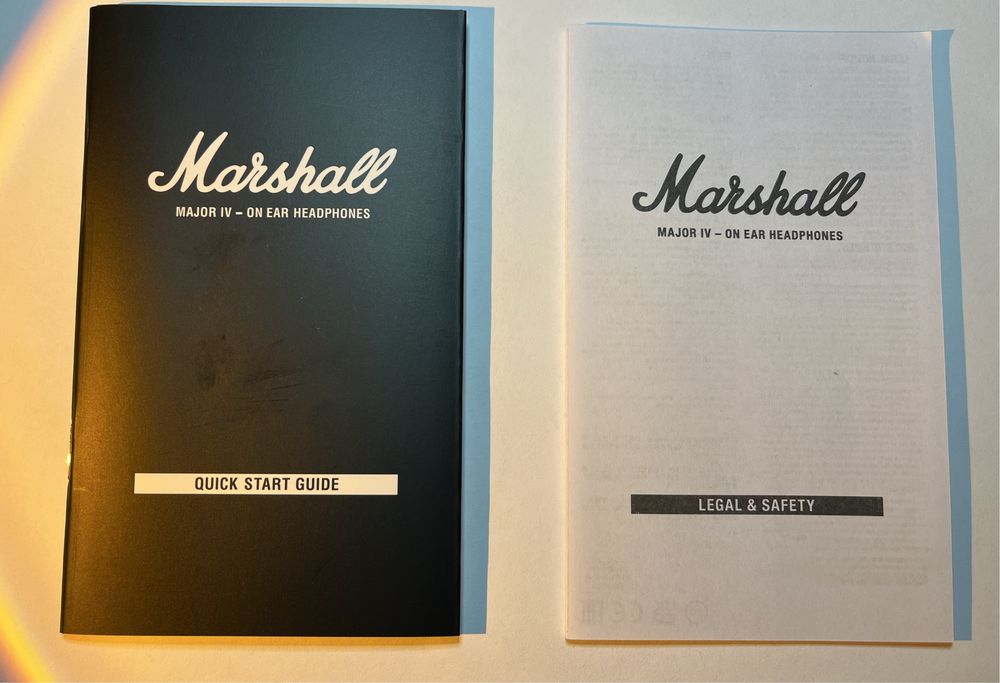 Marshall
MAJOR IV – ON EAR HEADPHONES
QUICK START GUIDE
Marshall
MAJOR IV – ON EAR HEADPHONES
LEGAL & SAFETY